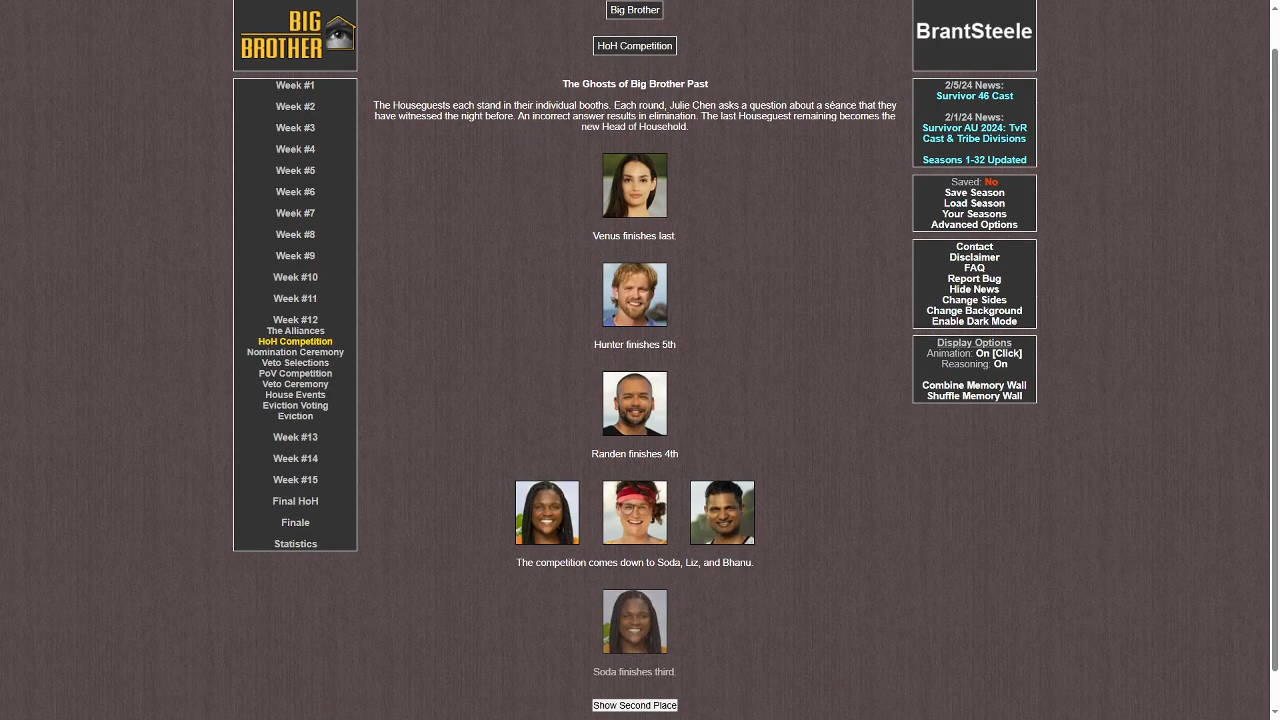 BIG
BROTHER
Week #1
Week #2
Week #3
Week #4
Week #5
Week #6
Week #7
Week #8
Week #9
Week #10
Week #11
Week #12
The Alliances
HoH Competition
Nomination Ceremony
Veto Selections
PoV Competition
Veto Ceremony
House Events
Eviction Voting
Eviction
Week #13
Week #14
Week #15
Final HoH
Finale
Statistics
Big Brother
HoH Competition
The Ghosts of Big Brother Past
The Houseguests each stand in their individual booths. Each round, Julie Chen asks a question about a séance that they
have witnessed the night before. An incorrect answer results in elimination. The last Houseguest remaining becomes the
new Head of Household.
Venus finishes last.
Hunter finishes 5th
Randen finishes 4th
The competition comes down to Soda, Liz, and Bhanu.
Soda finishes third.
Show Second Place
BrantSteele
2/5/24 News:
Survivor 46 Cast
2/1/24 News:
Survivor AU 2024: TvR
Cast & Tribe Divisions
Seasons 1-32 Updated
Saved: No
Save Season
Load Season
Your Seasons
Advanced Options
Contact
Disclaimer
FAQ
Report Bug
Hide News
Change Sides
Change Background
Enable Dark Mode
Display Options
Animation: On [Click]
Reasoning: On
Combine Memory Wall
Shuffle Memory Wall